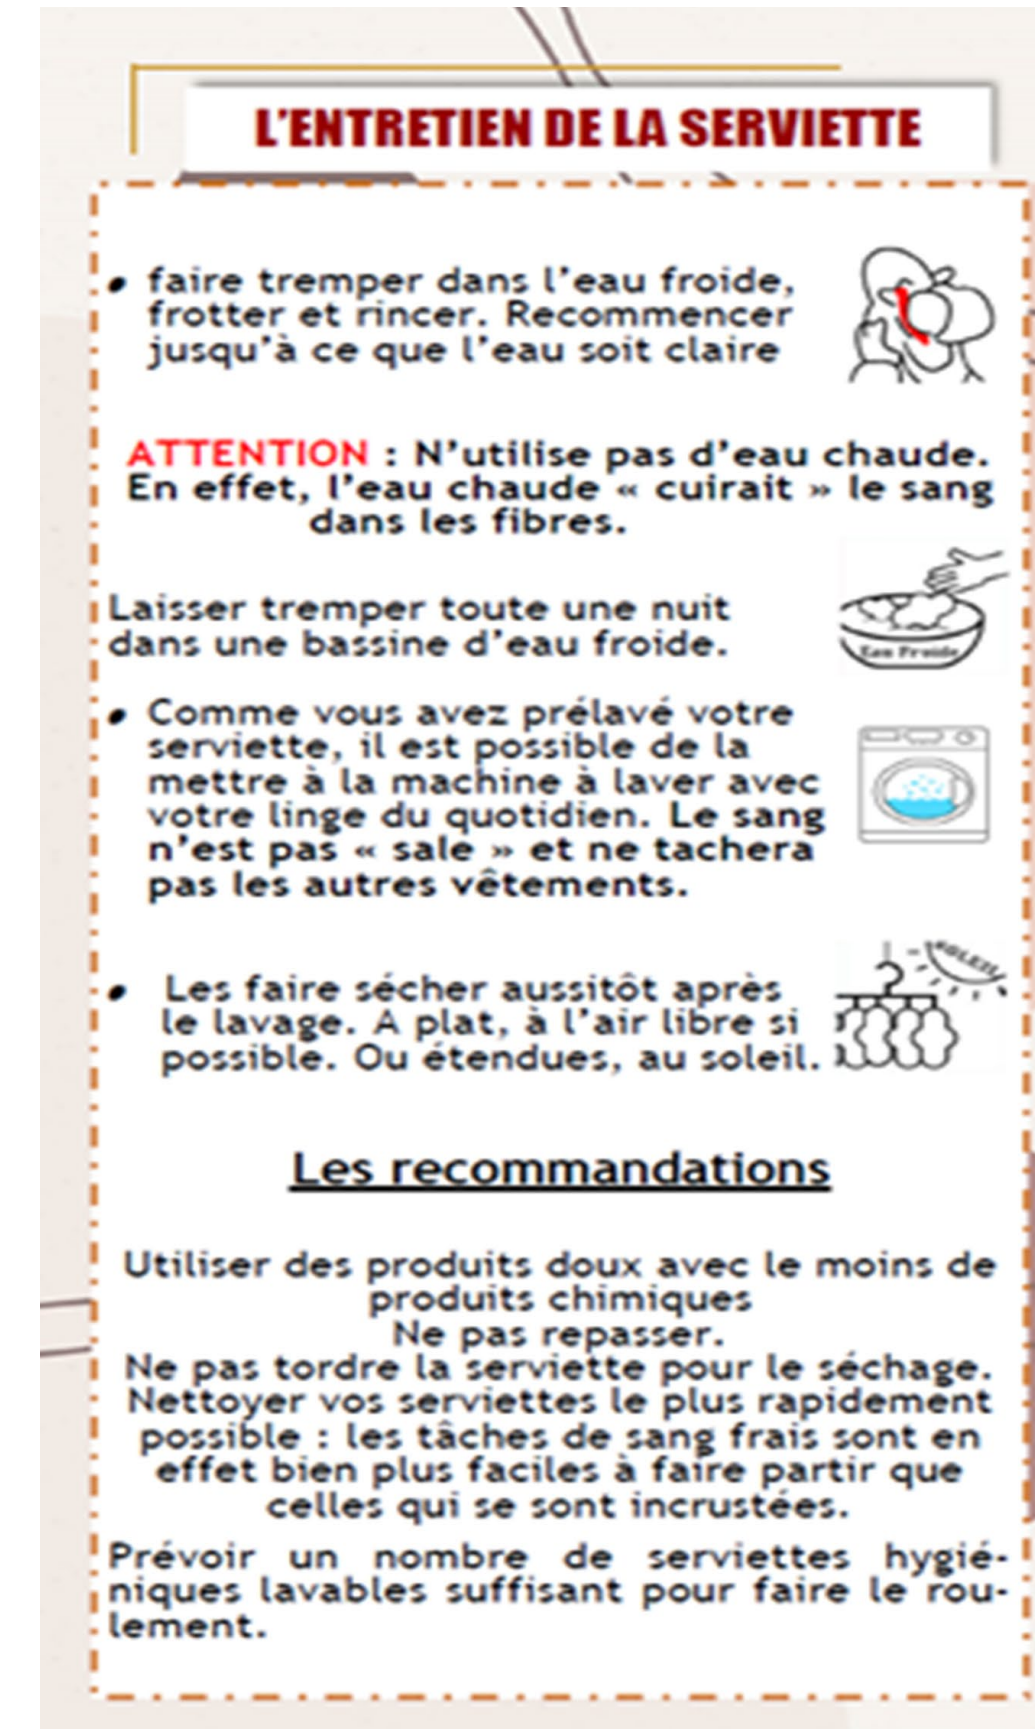 L'ENTRETIEN DE LA SERVIETTE
• faire tremper dans l'eau froide,
frotter et rincer. Recommencer
jusqu'à ce que l'eau soit claire
ATTENTION : N'utilise pas d'eau chaude.
En effet, l'eau chaude « cuirait » le sang
dans les fibres.
Laisser tremper toute une nuit
dans une bassine d'eau froide.
Eau Froide
• Comme vous avez prélavé votre
serviette, il est possible de la
mettre à la machine à laver avec
votre linge du quotidien. Le sang
n'est pas « sale » et ne tachera
pas les autres vêtements.
SOLEIL
• Les faire sécher aussitôt après
le lavage. A plat, à l'air libre si
possible. Ou étendues, au soleil.
Les recommandations
Utiliser des produits doux avec le moins de
produits chimiques
Ne pas repasser.
Ne pas tordre la serviette pour le séchage.
Nettoyer vos serviettes le plus rapidement
possible : les tâches de sang frais sont en
effet bien plus faciles à faire partir que
celles qui se sont incrustées.
Prévoir un nombre de serviettes hygié-
niques lavables suffisant pour faire le rou-
lement.